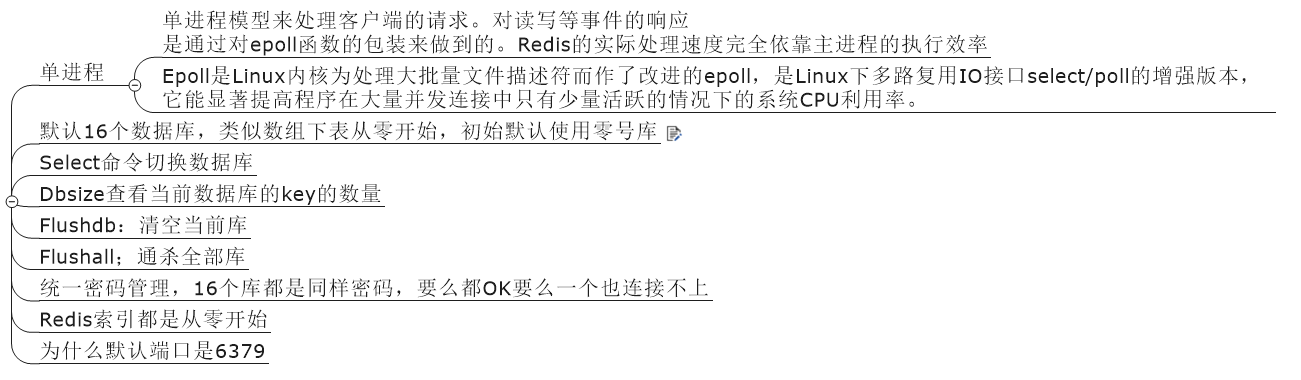 单进程模型来处理客户端的请求。对读写等事件的响应
是通过对epoll函数的包装来做到的。Redis的实际处理速度完全依靠主进程的执行效率
单进程
Epoll是Linux内核为处理大批量文件描述符而作了改进的epoll，是Linux下多路复用IO接口select/poll的增强版本，
它能显著提高程序在大量并发连接中只有少量活跃的情况下的系统CPU利用率。
默认16个数据库，类似数组下表从零开始，初始默认使用零号库
Select命令切换数据库
Dbsize查看当前数据库的key的数量
Flushdb：清空当前库
Flushall；通杀全部库
统一密码管理，16个库都是同样密码，要么都OK要么一个也连接不上
Redis索引都是从零开始
为什么默认端口是6379